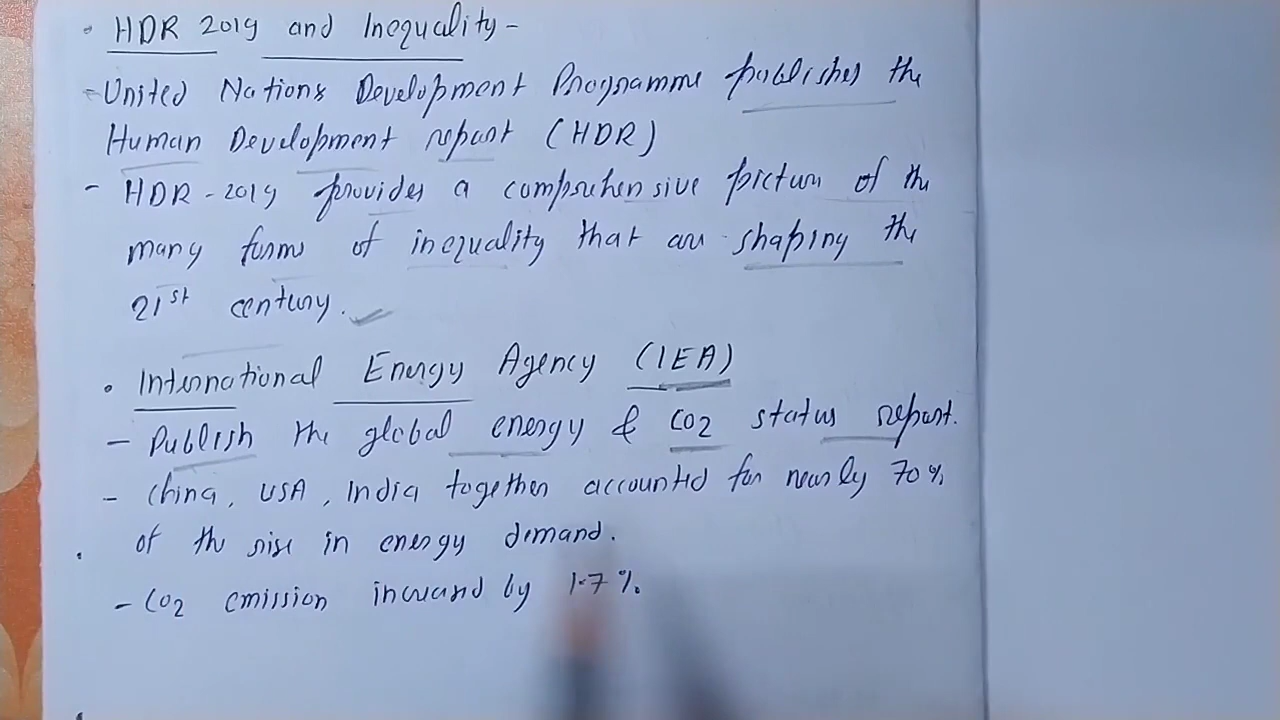 • HDR 2019 and Inequality -
- United Nations Development Programme publishes the
Human Development report (HDR)
- HDR - 2019 provides a comprehensive picture of the
many forms of inequality that are shaping the
21st century.
• International Energy Agency (IEA)
- Publish the global energy & CO2 status report.
- China, USA, India together accounted for nearly 70%
of the rise in energy demand.
- CO2 emission increased by 1.7%.